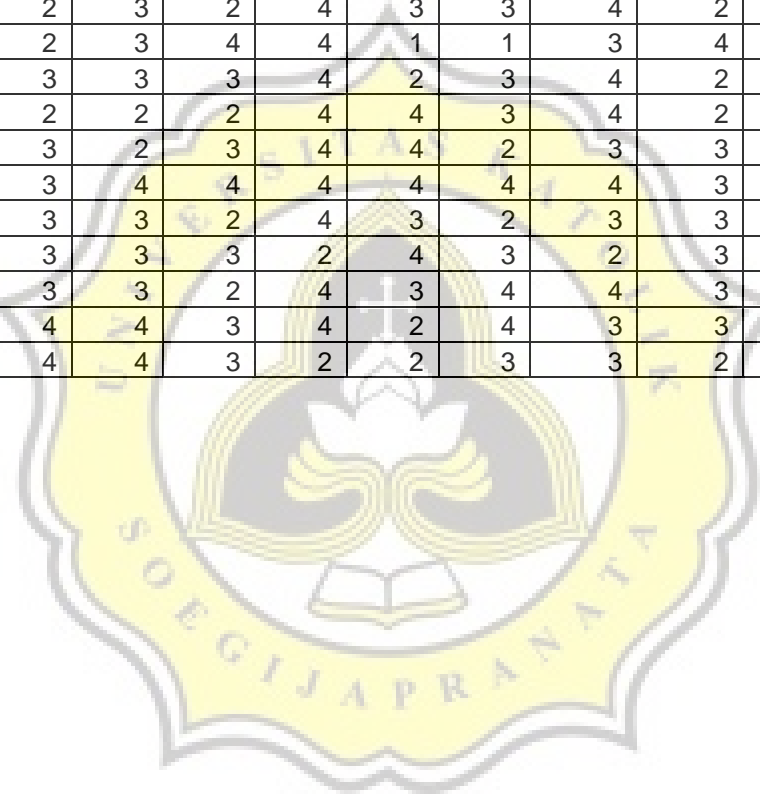 2 3 2 4 3 3 4 2
2 3 4 4 1 1 3 4
3 3 3 4 2 3 4 2
2 2 2 4 4 3 4 2
3 2 3 4 4 2 3 3
3 4 4 4 4 4 4 3
3 3 2 4 3 2 3 3
3 3 3 2 4 3 2 3
3 3 2 4 3 4 4 3
4 4 3 4 2 4 3 3
4 4 3 2 2 3 3 2
UNIVERSITAS KATOLIK
SOEGIJAPRANATA